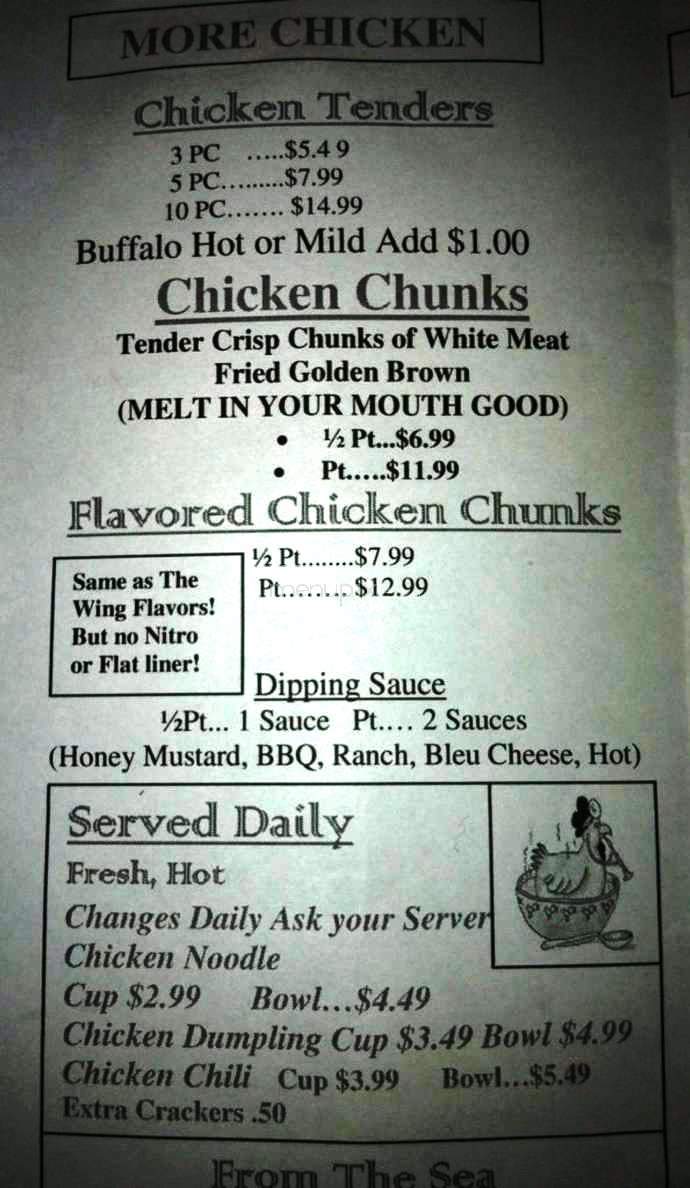 MORE CHICKEN
Chicken Tenders
3 PC .....$5.4 9
5 PC.........$7.99
10 PC....... $14.99
Buffalo Hot or Mild Add $1.00
Chicken Chunks
Tender Crisp Chunks of White Meat
Fried Golden Brown
(MELT IN YOUR MOUTH GOOD)
• ½ Pt...$6.99
• Pt.....$11.99
Flavored Chicken Chunks
½ Pt........$7.99
Pt........ $12.99
Same as The
Wing Flavors!
But no Nitro
or Flat liner!
Dipping Sauce
½Pt... 1 Sauce Pt.... 2 Sauces
(Honey Mustard, BBQ, Ranch, Bleu Cheese, Hot)
Served Daily
Fresh, Hot
Changes Daily Ask your Server
Chicken Noodle
Cup $2.99 Bowl...$4.49
Chicken Dumpling Cup $3.49 Bowl $4.99
Chicken Chili Cup $3.99 Bowl...$5.49
Extra Crackers .50
From The Sea